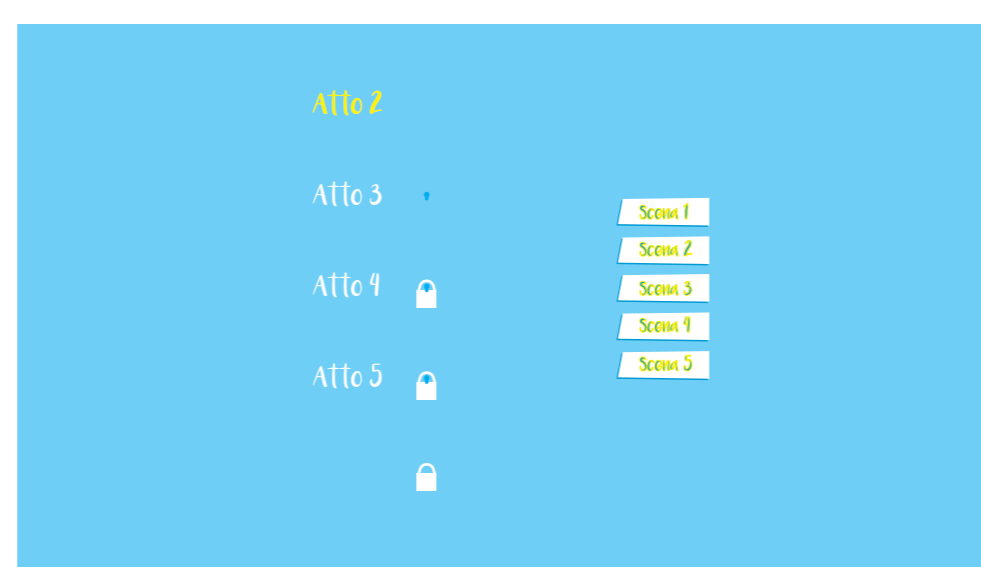 Atto 2
Atto 3
Atto 4
Atto 5
Scena 1
Scena 2
Scena 3
Scena 4
Scena 5